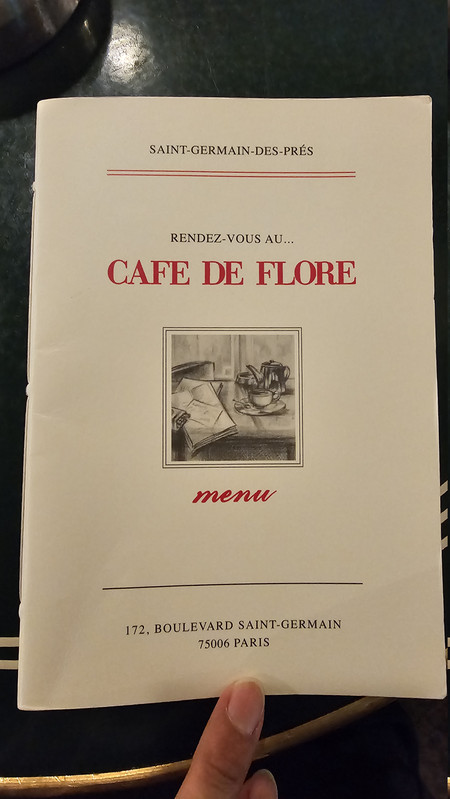 SAINT-GERMAIN-DES-PRÉS
RENDEZ-VOUS AU...
CAFE DE FLORE
menu
172, BOULEVARD SAINT-GERMAIN
75006 PARIS